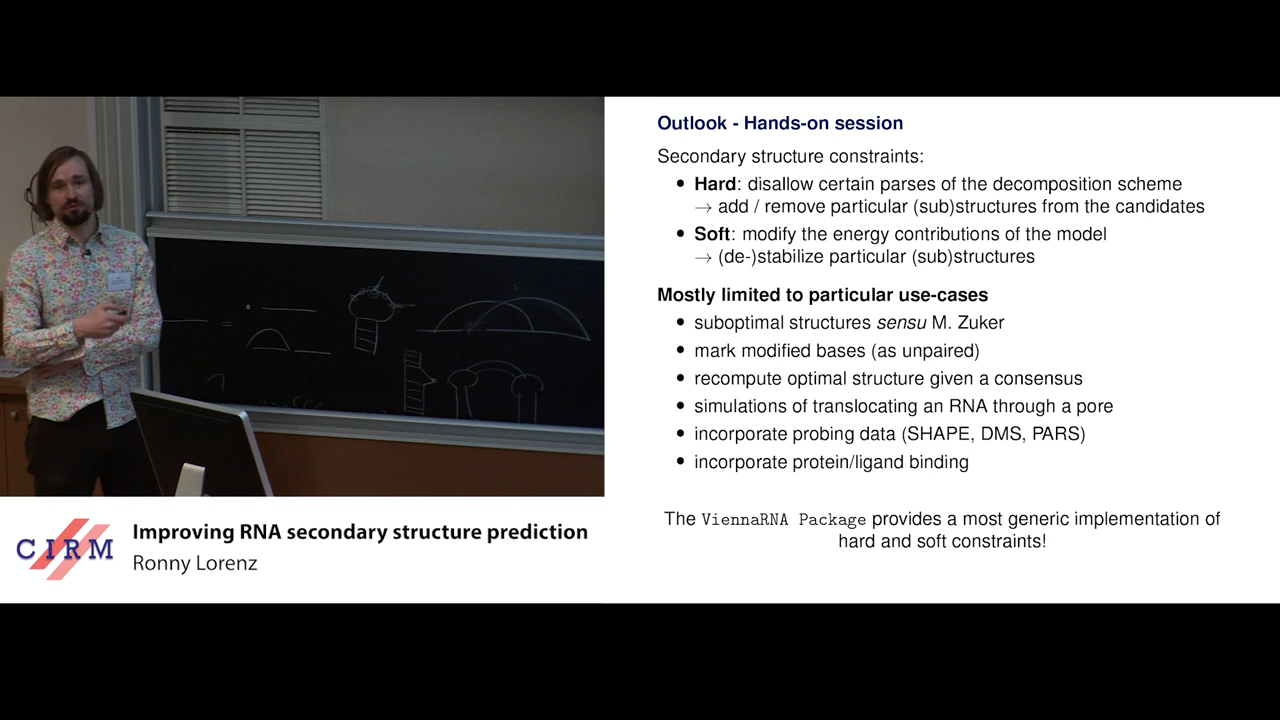 Outlook - Hands-on session
Secondary structure constraints:
• Hard: disallow certain parses of the decomposition scheme
→ add / remove particular (sub)structures from the candidates
• Soft: modify the energy contributions of the model
→ (de-)stabilize particular (sub)structures
Mostly limited to particular use-cases
• suboptimal structures sensu M. Zuker
• mark modified bases (as unpaired)
• recompute optimal structure given a consensus
• simulations of translocating an RNA through a pore
• incorporate probing data (SHAPE, DMS, PARS)
• incorporate protein/ligand binding
The ViennaRNA Package provides a most generic implementation of
hard and soft constraints!
CIRM
Improving RNA secondary structure prediction
Ronny Lorenz